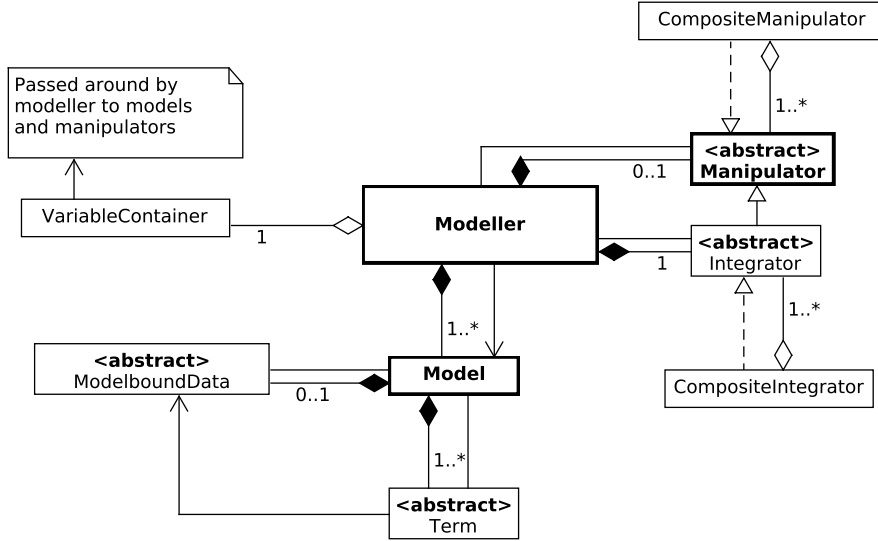 CompositeManipulator
Passed around by
modeller to models
and manipulators
1..*
<abstract>
Manipulator
0..1
VariableContainer
1
Modeller
<abstract>
Integrator
1
1..*
1..*
<abstract>
ModelboundData
0..1
Model
CompositeIntegrator
1..*
<abstract>
Term